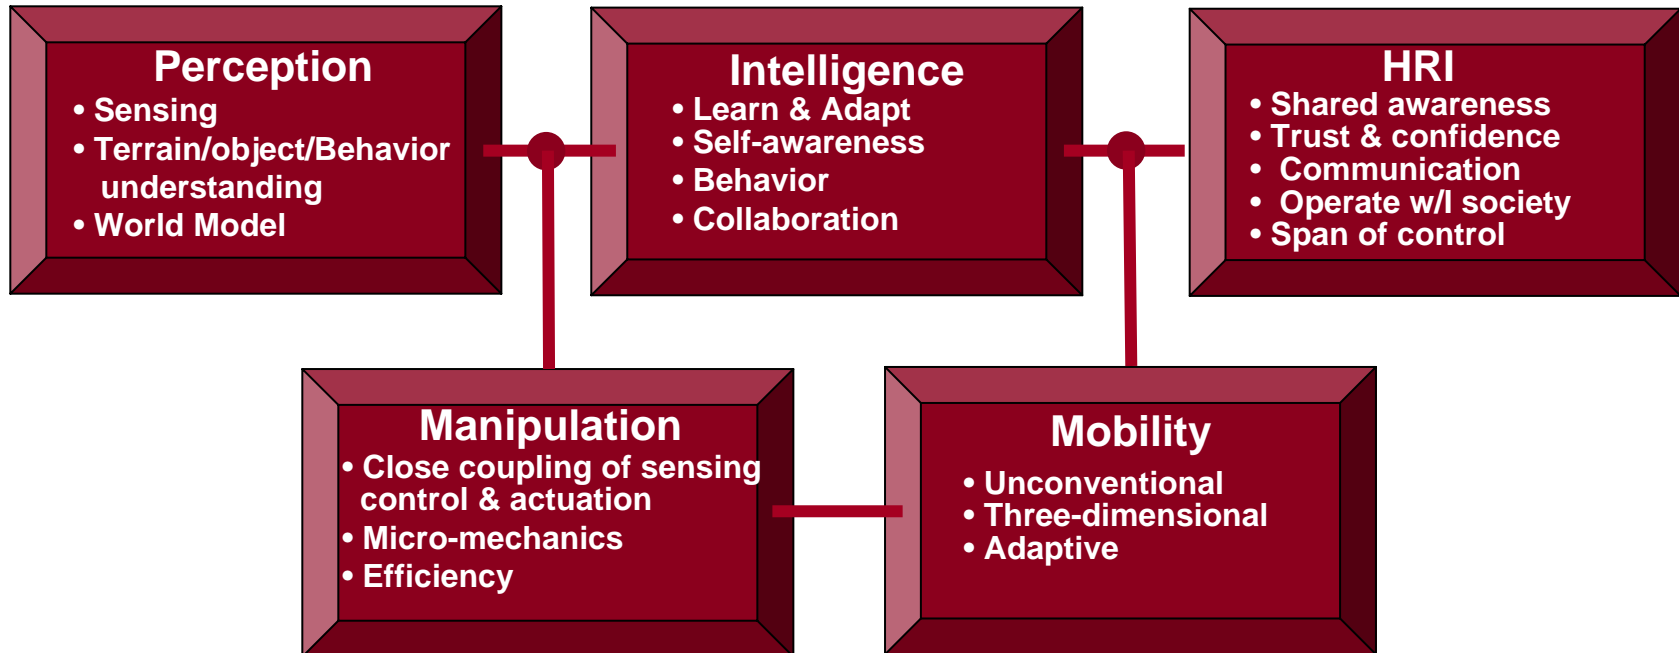 Perception
• Sensing
• Terrain/object/Behavior
understanding
• World Model
Intelligence
• Learn & Adapt
• Self-awareness
• Behavior
• Collaboration
HRI
• Shared awareness
• Trust & confidence
• Communication
• Operate w/I society
• Span of control
Manipulation
• Close coupling of sensing
control & actuation
• Micro-mechanics
• Efficiency
Mobility
• Unconventional
• Three-dimensional
• Adaptive